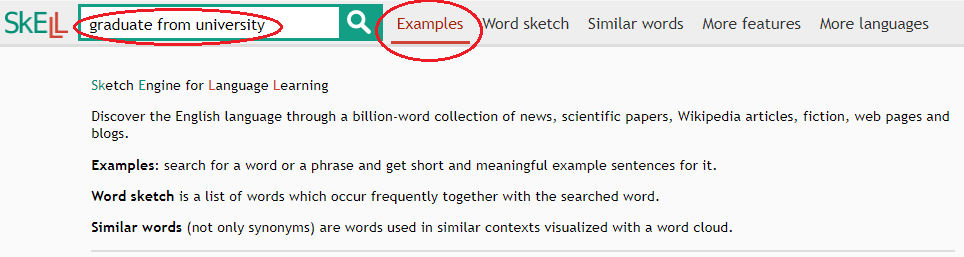 SKELL graduate from university Examples Word sketch Similar words More features More languages
Sketch Engine for Language Learning
Discover the English language through a billion-word collection of news, scientific papers, Wikipedia articles, fiction, web pages and
blogs.
Examples: search for a word or a phrase and get short and meaningful example sentences for it.
Word sketch is a list of words which occur frequently together with the searched word.
Similar words (not only synonyms) are words used in similar contexts visualized with a word cloud.